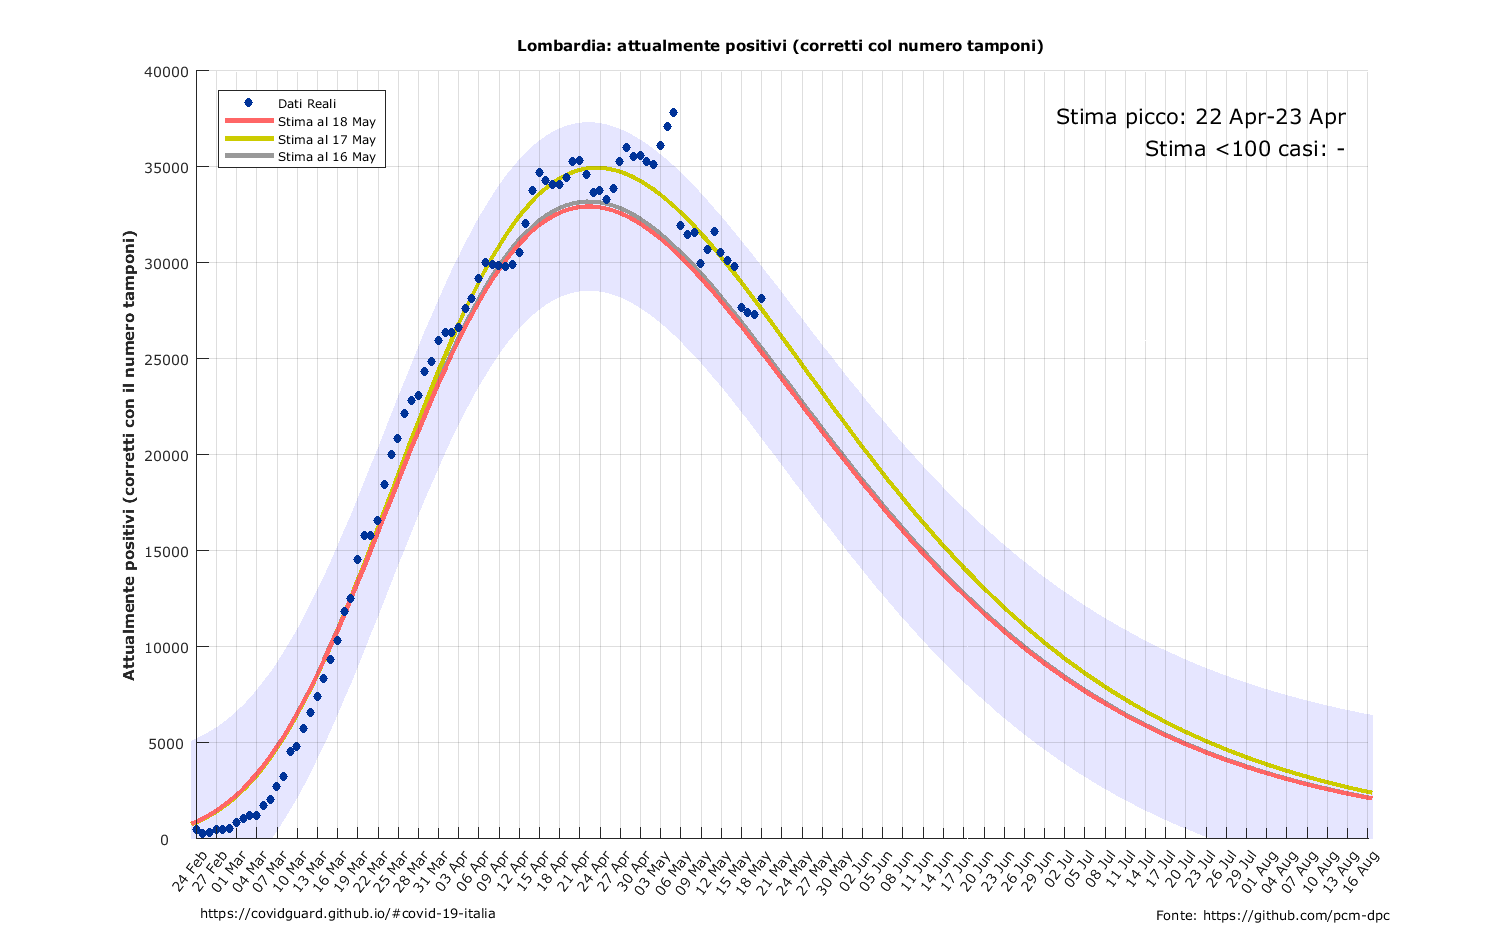 Lombardia: attualmente positivi (corretti col numero tamponi)
Dati Reali
Stima al 18 May
Stima al 17 May
Stima al 16 May
Stima picco: 22 Apr-23 Apr
Stima <100 casi: -
Attualmente positivi (corretti con il numero tamponi)
40000
35000
30000
25000
20000
15000
10000
5000
0
24 Feb
27 Feb
01 Mar
04 Mar
07 Mar
10 Mar
13 Mar
16 Mar
19 Mar
22 Mar
25 Mar
28 Mar
31 Mar
03 Apr
06 Apr
09 Apr
12 Apr
15 Apr
18 Apr
21 Apr
24 Apr
27 Apr
30 Apr
03 May
06 May
09 May
12 May
15 May
18 May
21 May
24 May
27 May
30 May
02 Jun
05 Jun
08 Jun
11 Jun
14 Jun
17 Jun
20 Jun
23 Jun
26 Jun
29 Jun
02 Jul
05 Jul
08 Jul
11 Jul
14 Jul
17 Jul
20 Jul
23 Jul
26 Jul
29 Jul
01 Aug
04 Aug
07 Aug
10 Aug
13 Aug
16 Aug
https://covidguard.github.io/#covid-19-italia
Fonte: https://github.com/pcm-dpc